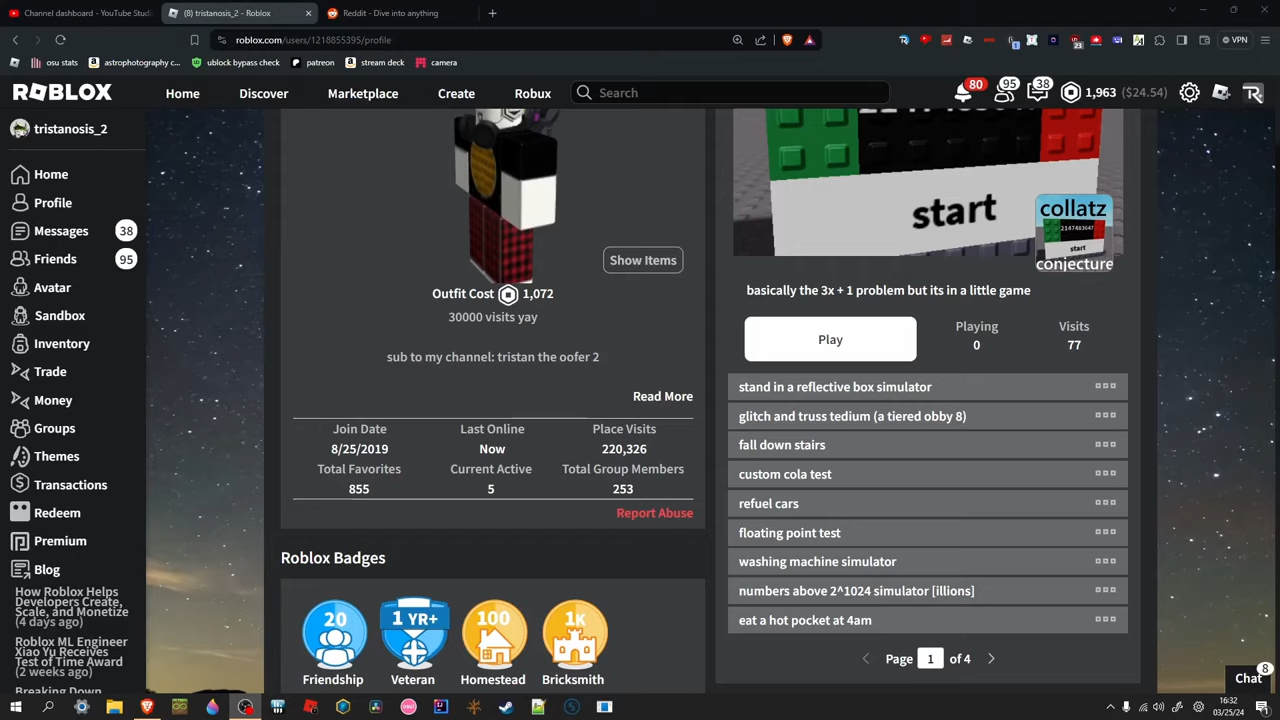 Channel dashboard - YouTube Studi
(8) tristanosis_2 - Roblox
Reddit - Dive into anything
roblox.com/users/1218855395/profile
VPN
osu stats
astrophotography c...
ublock bypass check
patreon
stream deck
camera
ROBLOX
Home
Discover
Marketplace
Create
Robux
Search
80
95
38
1,963 ($24.54)
tristanosis_2
Home
Profile
Messages
38
Friends
95
Avatar
Sandbox
Inventory
Trade
Money
Groups
Themes
Transactions
Redeem
Premium
Blog
How Roblox Helps
Developers Create,
Scale, and Monetize
(4 days ago)
Roblox ML Engineer
Xiao Yu Receives
Test of Time Award
(2 weeks ago)
Breaking Down
Show Items
Outfit Cost 1,072
30000 visits yay
sub to my channel: tristan the oofer 2
Read More
Join Date
Last Online
Place Visits
8/25/2019
Now
220,326
Total Favorites
Current Active
Total Group Members
855
5
253
Report Abuse
Roblox Badges
20
1 YR+
100
1K
Friendship
Veteran
Homestead
Bricksmith
start
collatz
2147483647
start
conjecture
basically the 3x + 1 problem but its in a little game
Play
Playing
Visits
0
77
stand in a reflective box simulator
glitch and truss tedium (a tiered obby 8)
fall down stairs
custom cola test
refuel cars
floating point test
washing machine simulator
numbers above 2^1024 simulator [illions]
eat a hot pocket at 4am
Page 1 of 4
Chat
8
16:32
03/25/24